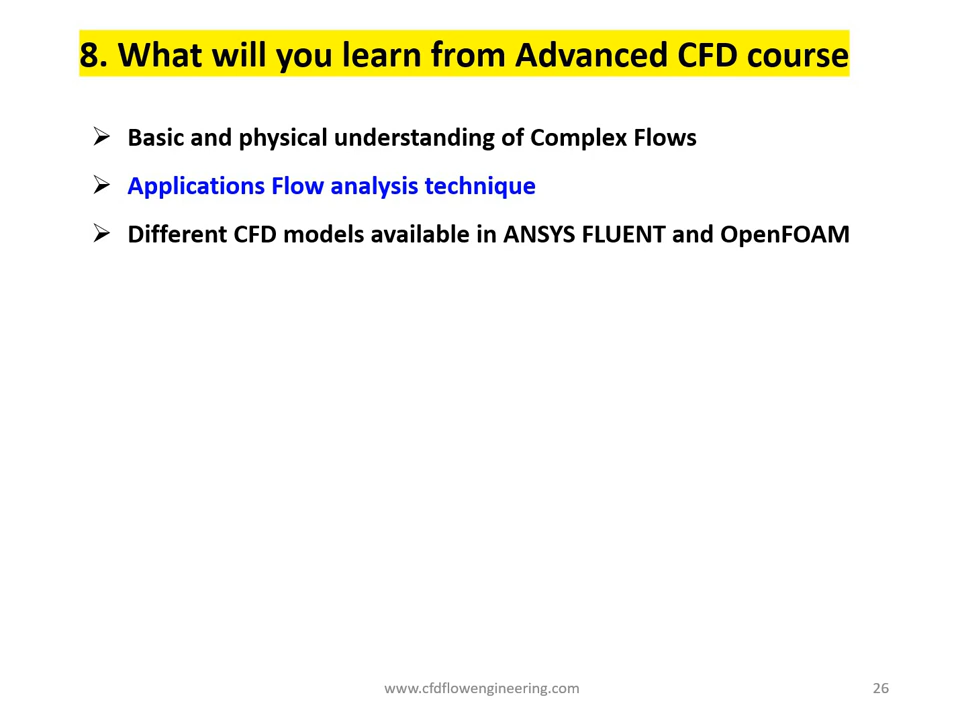 8. What will you learn from Advanced CFD course
➢ Basic and physical understanding of Complex Flows
➢ Applications Flow analysis technique
➢ Different CFD models available in ANSYS FLUENT and OpenFOAM
www.cfdflowengineering.com
26